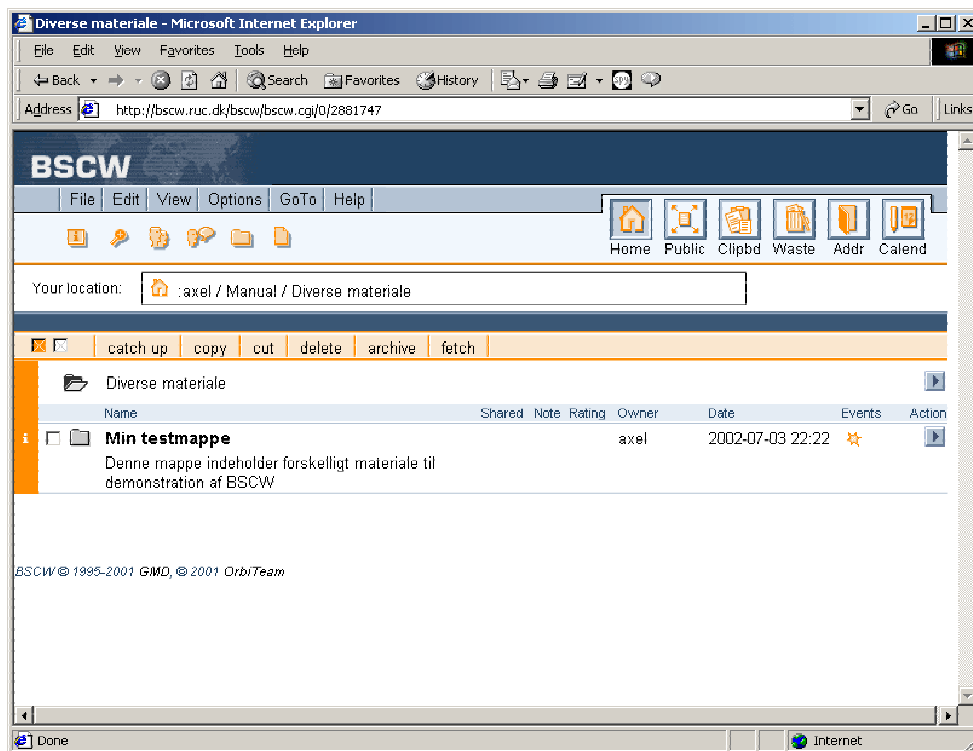 Diverse materiale - Microsoft Internet Explorer
File Edit View Favorites Tools Help
Back Search Favorites History
Address http://bscw.ruc.dk/bscw/bscw.cgi/0/2881747 Go Links
BSCW
File Edit View Options GoTo Help
Home Public Clipbd Waste Addr Calend
Your location: :axel / Manual / Diverse materiale
catch up copy cut delete archive fetch
Diverse materiale
Name Shared Note Rating Owner Date Events Action
Min testmappe axel 2002-07-03 22:22
Denne mappe indeholder forskelligt materiale til
demonstration af BSCW
BSCW © 1995-2001 GMD, © 2001 OrbiTeam
Done Internet